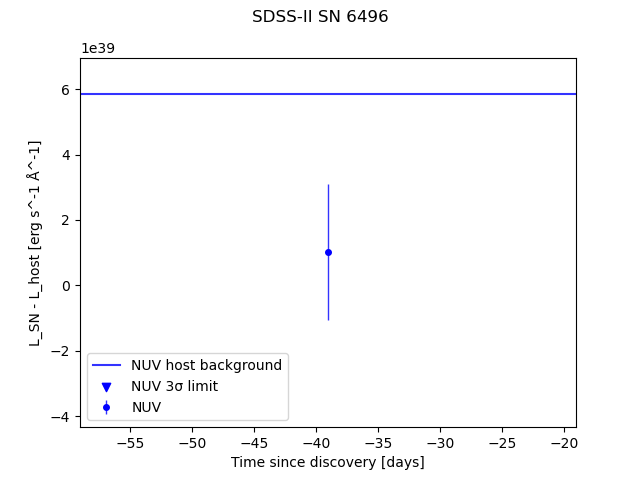 SDSS-II SN 6496
1e39
L_SN - L_host [erg s^-1 Å^-1]
6
4
2
0
−2
−4
NUV host background
NUV 3σ limit
NUV
−55 −50 −45 −40 −35 −30 −25 −20
Time since discovery [days]